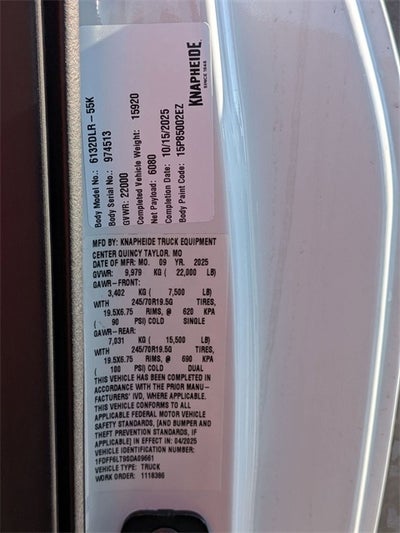 Body Model No.: 6132DLR-55K
Body Serial No.: 974513
GVWR: 22000
Completed Vehicle Weight: 15920
Net Payload: 6080
Completion Date: 10/15/2025
Body Paint Code: 15P85002EZ
KNAPHEIDE
SINCE 1848
MFD BY: KNAPHEIDE TRUCK EQUIPMENT
CENTER QUINCY TAYLOR, MO
DATE OF MFR: MO. 09 YR. 2025
GVWR: 9,979 KG ( 22,000 LB)
GAWR-FRONT:
3,402 KG ( 7,500 LB)
WITH 245/70R19.5G TIRES,
19.5X6.75 RIMS, @ 620 KPA
( 90 PSI) COLD SINGLE
GAWR-REAR:
7,031 KG ( 15,500 LB)
WITH 245/70R19.5G TIRES,
19.5X6.75 RIMS, @ 690 KPA
( 100 PSI) COLD DUAL
THIS VEHICLE HAS BEEN COMPLETED IN
ACCORDANCE WITH THE PRIOR MANU-
FACTURERS' IVD, WHERE APPLICABLE.
THIS VEHICLE CONFORMS TO ALL
APPLICABLE FEDERAL MOTOR VEHICLE
SAFETY STANDARDS, [AND BUMPER AND
THEFT PREVENTION STANDARDS, IF
APPLICABLE] IN EFFECT IN: 04/2025
VEHICLE IDENTIFICATION NUMBER:
1FDFF6LT9SDA09661
VEHICLE TYPE: TRUCK
WORK ORDER: 1118386